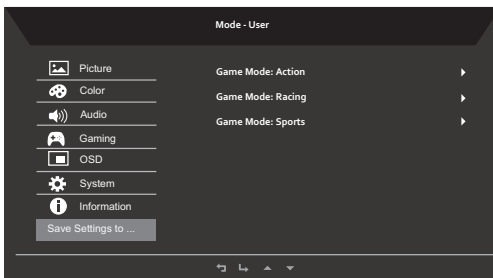 Mode - User
Picture
Color
Audio
Gaming
OSD
System
Information
Save Settings to ...
Game Mode: Action
Game Mode: Racing
Game Mode: Sports